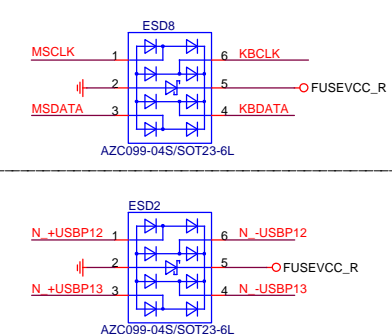 ESD8
MSCLK 1 6 KBCLK
2 5 FUSEVCC_R
MSDATA 3 4 KBDATA
AZC099-04S/SOT23-6L
ESD2
N_+USBP12 1 6 N_-USBP12
2 5 FUSEVCC_R
N_+USBP13 3 4 N_-USBP13
AZC099-04S/SOT23-6L